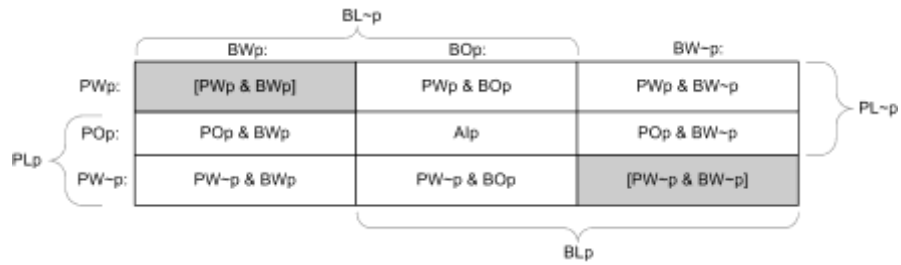 BL~p
BWp: BOp: BW~p:
PWp: [PWp & BWp] PWp & BOp PWp & BW~p
PL~p
POp: POp & BWp AIp POp & BW~p
PLp
PW~p: PW~p & BWp PW~p & BOp [PW~p & BW~p]
BLp